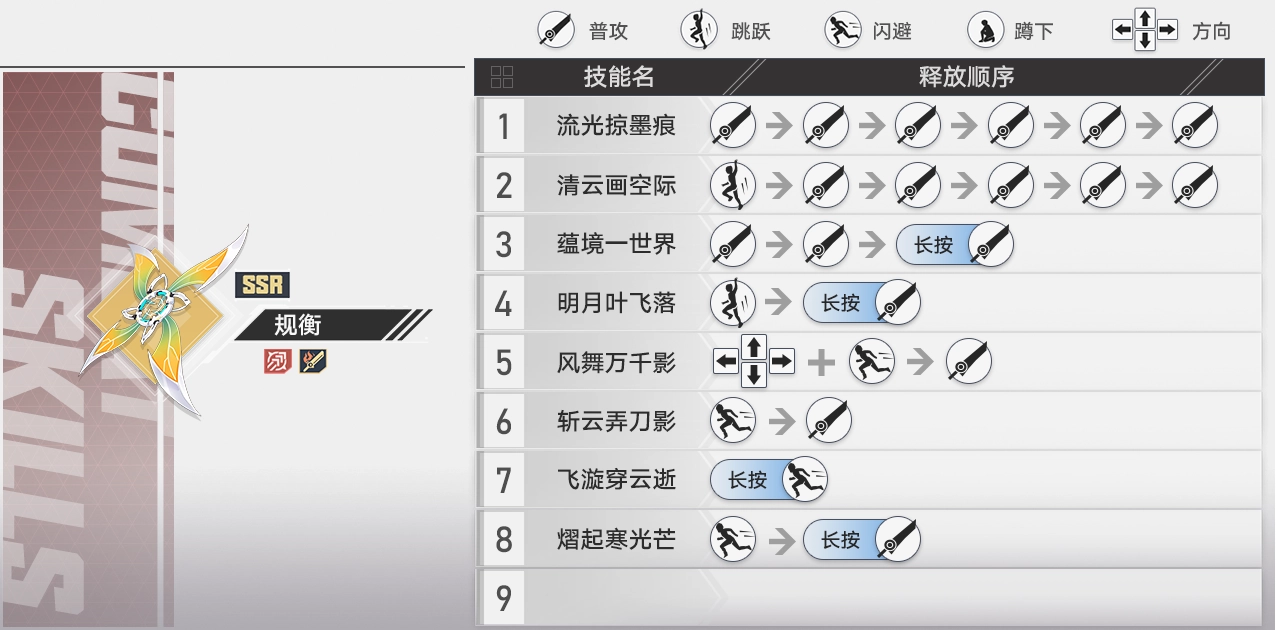 普攻 跳跃 闪避 蹲下 方向
技能名 释放顺序
GUMAI
SKILLS
SSR
规衡
1 流光掠墨痕
2 清云画空际
3 蕴境一世界 长按
4 明月叶飞落 长按
5 风舞万千影
6 斩云弄刀影
7 飞漩穿云逝 长按
8 熠起寒光芒 长按
9